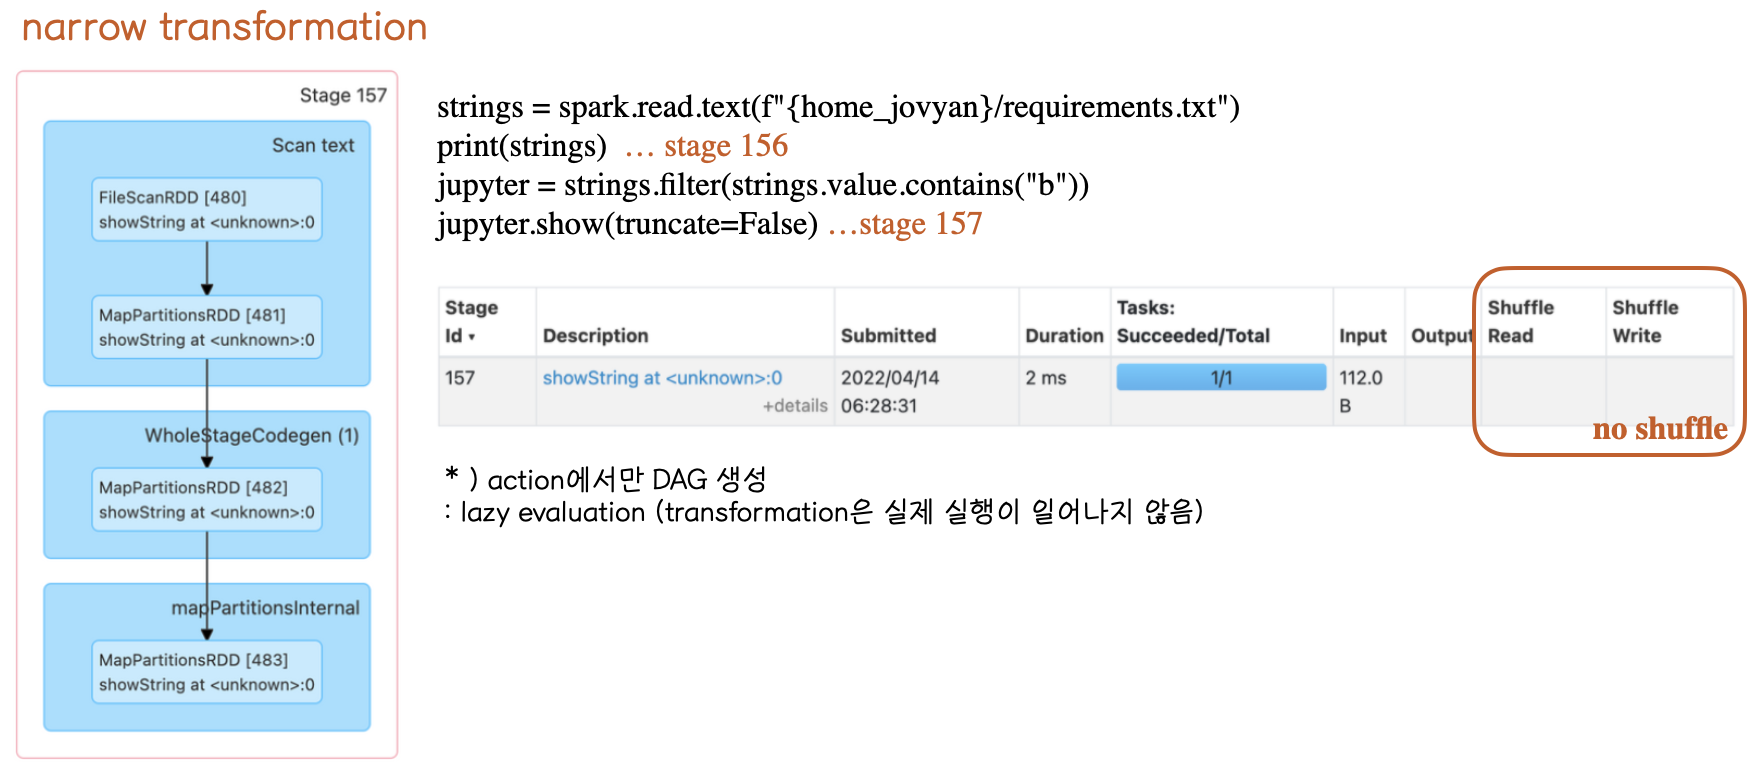 narrow transformation
Stage 157
Scan text
FileScanRDD [480]
showString at <unknown>:0
MapPartitionsRDD [481]
showString at <unknown>:0
WholeStageCodegen (1)
MapPartitionsRDD [482]
showString at <unknown>:0
mapPartitionsInternal
MapPartitionsRDD [483]
showString at <unknown>:0
strings = spark.read.text(f"{home_jovyan}/requirements.txt")
print(strings) … stage 156
jupyter = strings.filter(strings.value.contains("b"))
jupyter.show(truncate=False) …stage 157
Stage Id ▾ Description Submitted Duration Tasks: Succeeded/Total Input Output Shuffle Read Shuffle Write
157 showString at <unknown>:0 2022/04/14 2 ms 1/1 112.0
+details 06:28:31 B
no shuffle
* ) action에서만 DAG 생성
: lazy evaluation (transformation은 실제 실행이 일어나지 않음)